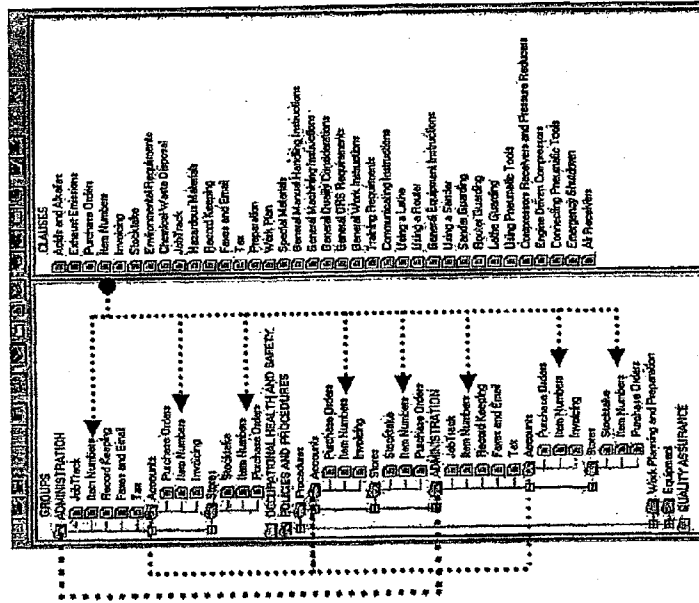 GROUPS
ADMINISTRATION
JobTrack
Item Numbers
Record Keeping
Faxes and Email
Tax
Accounts
Purchase Orders
Item Numbers
Invoicing
Stores
Stocktake
Item Numbers
Purchase Orders
OCCUPATIONAL HEALTH AND SAFETY
POLICIES AND PROCEDURES
Procedures
Accounts
Purchase Orders
Item Numbers
Invoicing
Stores
Stocktake
Item Numbers
Purchase Orders
ADMINISTRATION
JobTrack
Item Numbers
Record Keeping
Faxes and Email
Tax
Accounts
Purchase Orders
Item Numbers
Invoicing
Stores
Stocktake
Item Numbers
Purchase Orders
Work Planning and Preparation
Equipment
QUALITY ASSURANCE
CLAUSES
Acids and Alkalies
Exhaust Emissions
Purchase Orders
Item Numbers
Invoicing
Stocktake
Environmental Requirements
Chemical Waste Disposal
JobTrack
Hazardous Materials
Record Keeping
Faxes and Email
Tax
Preparation
Work Plan
Special Materials
General Manual Handling Instructions
General Machining Instructions
General Quality Considerations
General Requirements
General Work Instructions
Training Requirements
Communicating Instructions
Using a Lathe
Using a Router
General Equipment Instructions
Using a Sander
Sander Guarding
Router Guarding
Lathe Guarding
Using Pneumatic Tools
Compressors Receivers and Pressure Reducers
Engine Driven Compressors
Connecting Pneumatic Tools
Emergency Shutdown
Air Receivers